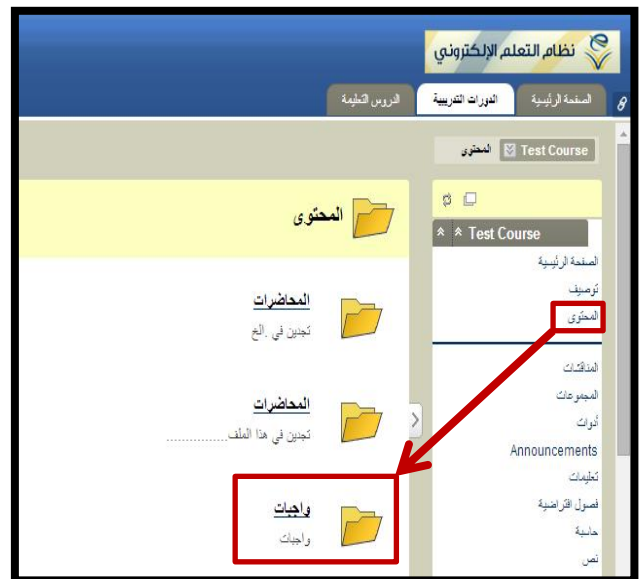 نظام التعلم الإلكتروني
الصفحة الرئيسية
الدورات التدريبية
الدروس التعليمة
Test Course
المحتوى
Test Course
الصفحة الرئيسية
توصيف
المحتوى
المناقشات
المجموعات
أدوات
Announcements
تعليمات
فصول افتراضية
حاسبة
نص
المحتوى
المحاضرات
تجدين في .الخ
المحاضرات
تجدين في هذا الملف................
واجبات
واجبات